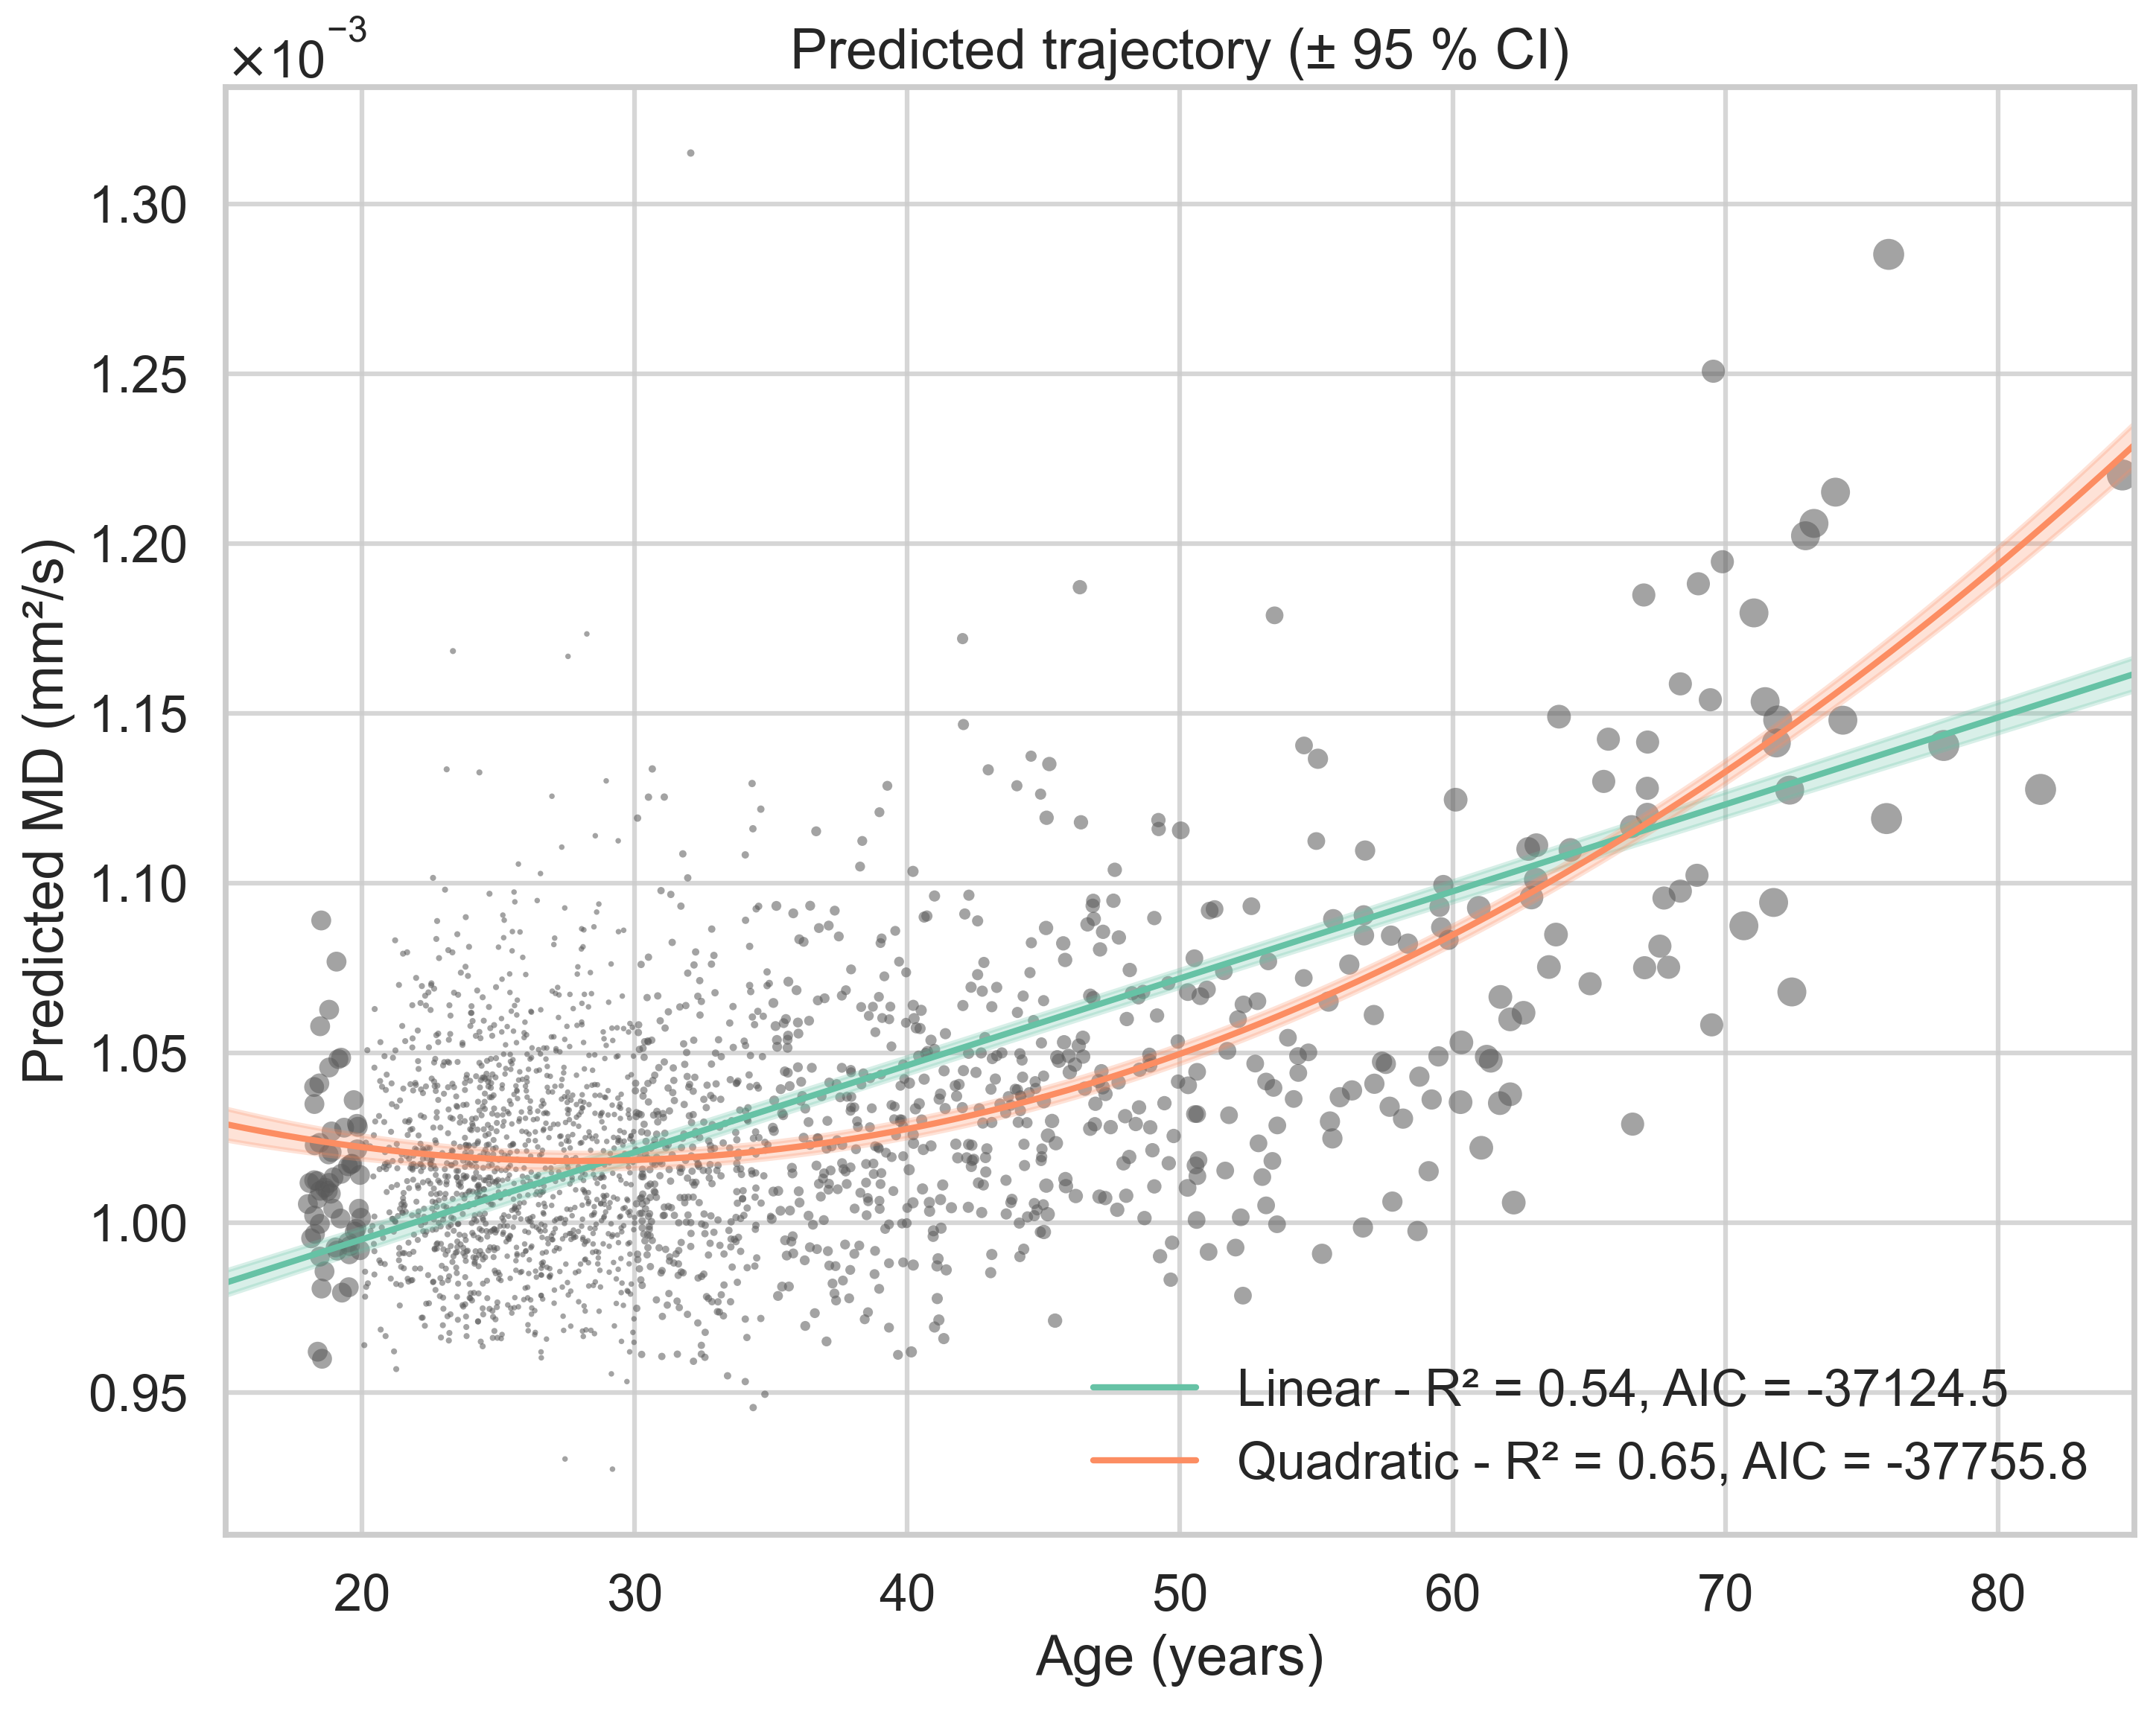 ×10⁻³
Predicted trajectory (± 95 % CI)
Predicted MD (mm²/s)
1.30
1.25
1.20
1.15
1.10
1.05
1.00
0.95
Linear - R² = 0.54, AIC = -37124.5
Quadratic - R² = 0.65, AIC = -37755.8
20 30 40 50 60 70 80
Age (years)